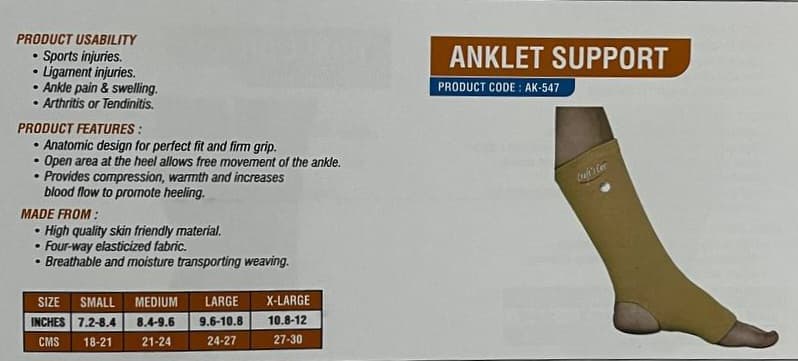 PRODUCT USABILITY
• Sports injuries.
• Ligament injuries.
• Ankle pain & swelling.
• Arthritis or Tendinitis.
PRODUCT FEATURES :
• Anatomic design for perfect fit and firm grip.
• Open area at the heel allows free movement of the ankle.
• Provides compression, warmth and increases
blood flow to promote heeling.
MADE FROM :
• High quality skin friendly material.
• Four-way elasticized fabric.
• Breathable and moisture transporting weaving.
SIZE SMALL MEDIUM LARGE X-LARGE
INCHES 7.2-8.4 8.4-9.6 9.6-10.8 10.8-12
CMS 18-21 21-24 24-27 27-30
ANKLET SUPPORT
PRODUCT CODE : AK-547